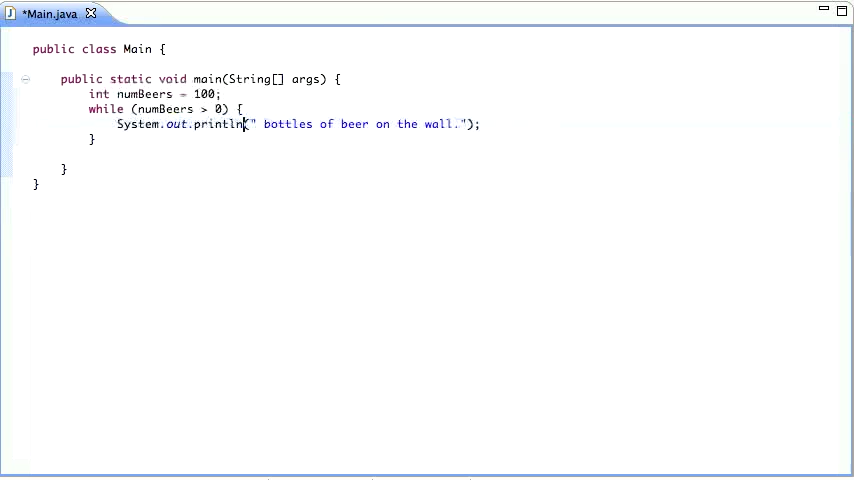 *Main.java
public class Main {
public static void main(String[] args) {
int numBeers = 100;
while (numBeers > 0) {
System.out.println(" bottles of beer on the wall.");
}
}
}